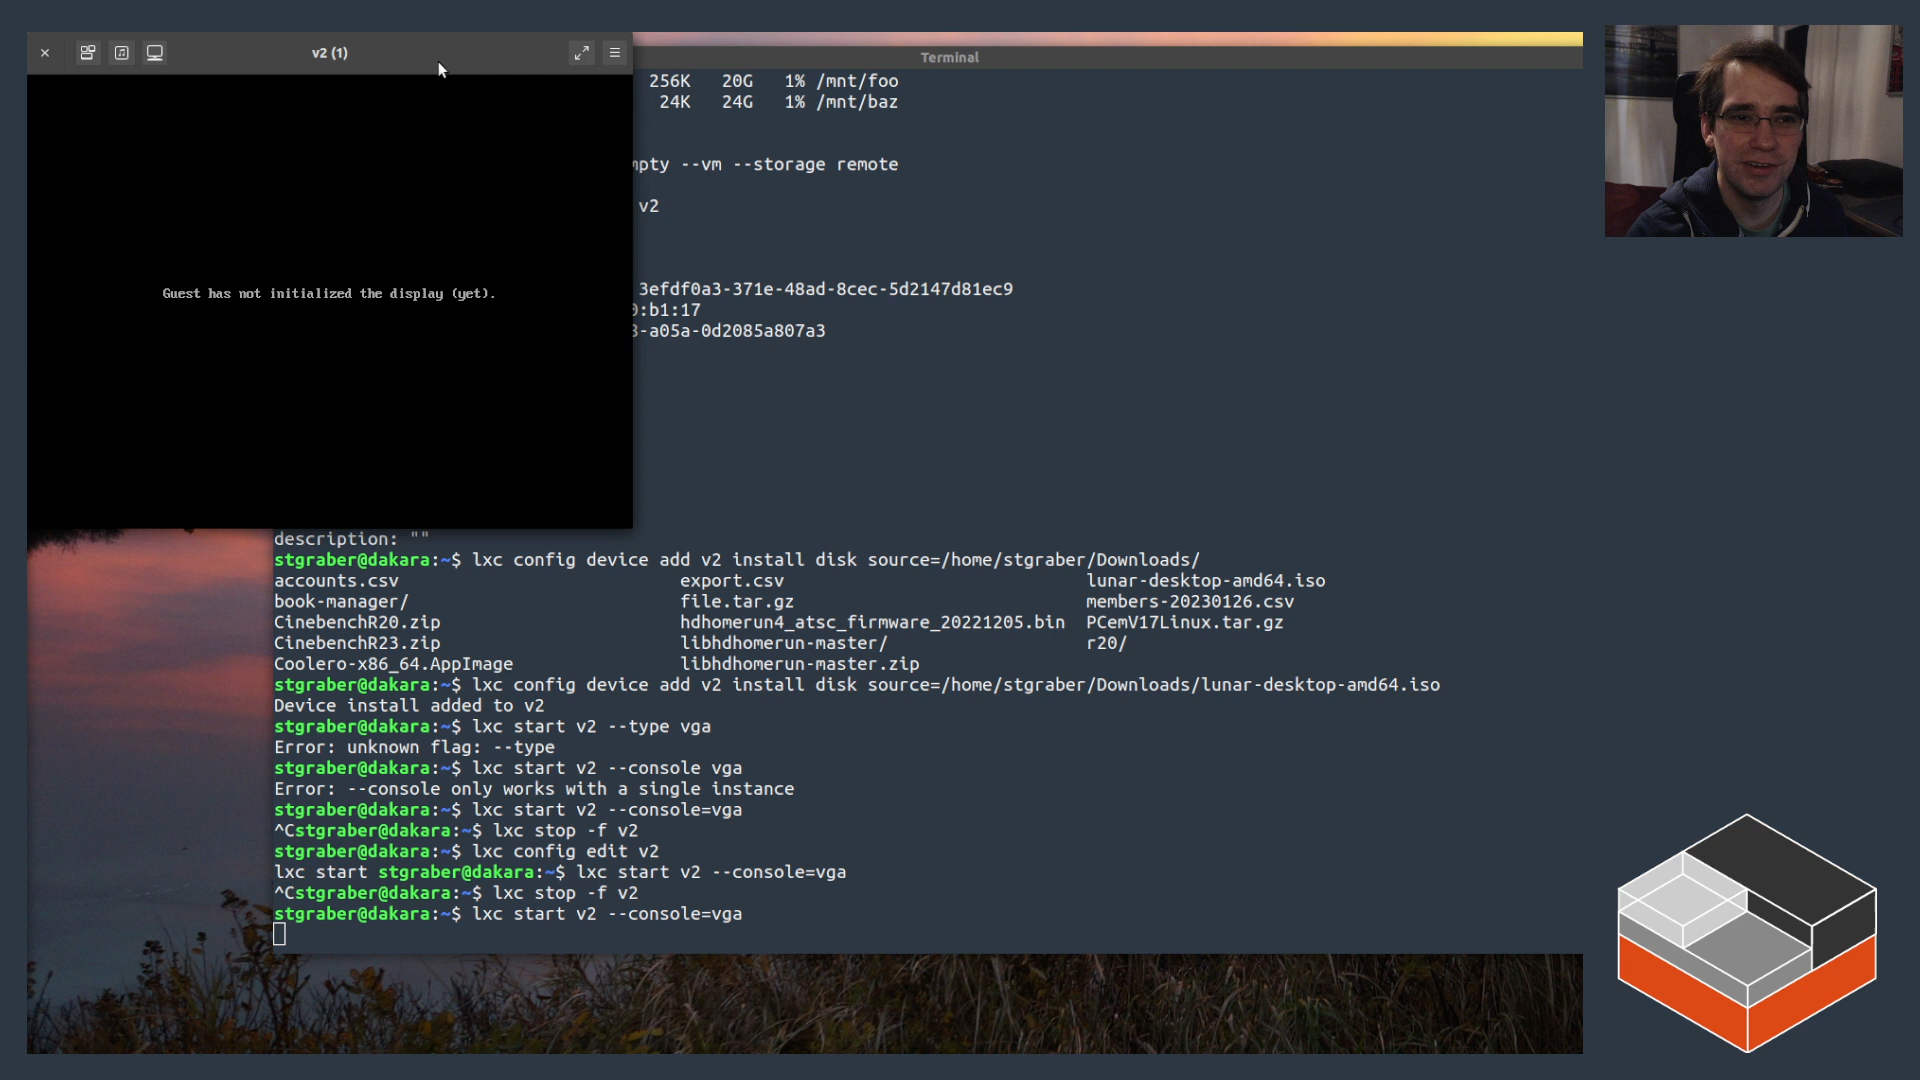 v2 (1)
Guest has not initialized the display (yet).
Terminal
256K 20G 1% /mnt/foo
24K 24G 1% /mnt/baz
mpty --vm --storage remote
v2
3efdf0a3-371e-48ad-8cec-5d2147d81ec9
:b1:17
-a05a-0d2085a807a3
description: ""
stgraber@dakara:~$ lxc config device add v2 install disk source=/home/stgraber/Downloads/
accounts.csv export.csv lunar-desktop-amd64.iso
book-manager/ file.tar.gz members-20230126.csv
CinebenchR20.zip hdhomerun4_atsc_firmware_20221205.bin PCemV17Linux.tar.gz
CinebenchR23.zip libhdhomerun-master/ r20/
Coolero-x86_64.AppImage libhdhomerun-master.zip
stgraber@dakara:~$ lxc config device add v2 install disk source=/home/stgraber/Downloads/lunar-desktop-amd64.iso
Device install added to v2
stgraber@dakara:~$ lxc start v2 --type vga
Error: unknown flag: --type
stgraber@dakara:~$ lxc start v2 --console vga
Error: --console only works with a single instance
stgraber@dakara:~$ lxc start v2 --console=vga
^Cstgraber@dakara:~$ lxc stop -f v2
stgraber@dakara:~$ lxc config edit v2
lxc start stgraber@dakara:~$ lxc start v2 --console=vga
^Cstgraber@dakara:~$ lxc stop -f v2
stgraber@dakara:~$ lxc start v2 --console=vga